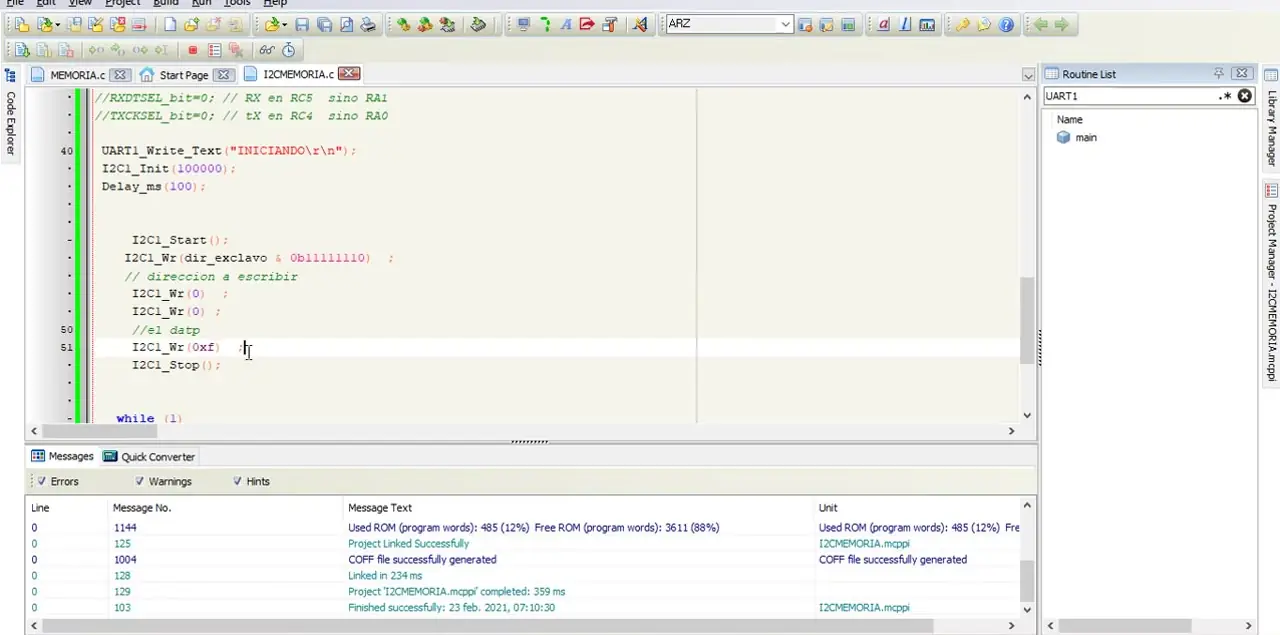 File Edit View Project Build Run Tools Help
ARZ
MEMORIA.c Start Page I2CMEMORIA.c
Routine List
UART1 .*
Name
main
Code Explorer
Library Manager
Project Manager - I2CMEMORIA.mcppi
//RXDTSEL_bit=0; // RX en RC5 sino RA1
//TXCKSEL_bit=0; // tX en RC4 sino RA0
40 UART1_Write_Text("INICIANDO\r\n");
I2C1_Init(100000);
Delay_ms(100);
I2C1_Start();
I2C1_Wr(dir_exclavo & 0b11111110) ;
// direccion a escribir
I2C1_Wr(0) ;
I2C1_Wr(0) ;
50 //el datp
51 I2C1_Wr(0xf) ;
I2C1_Stop();
while (1)
Messages Quick Converter
Errors Warnings Hints
Line Message No. Message Text Unit
0 1144 Used ROM (program words): 485 (12%) Free ROM (program words): 3611 (88%) Used ROM (program words): 485 (12%) Fre
0 125 Project Linked Successfully I2CMEMORIA.mcppi
0 1004 COFF file successfully generated COFF file successfully generated
0 128 Linked in 234 ms
0 129 Project 'I2CMEMORIA.mcppi' completed: 359 ms
0 103 Finished successfully: 23 feb. 2021, 07:10:30 I2CMEMORIA.mcppi